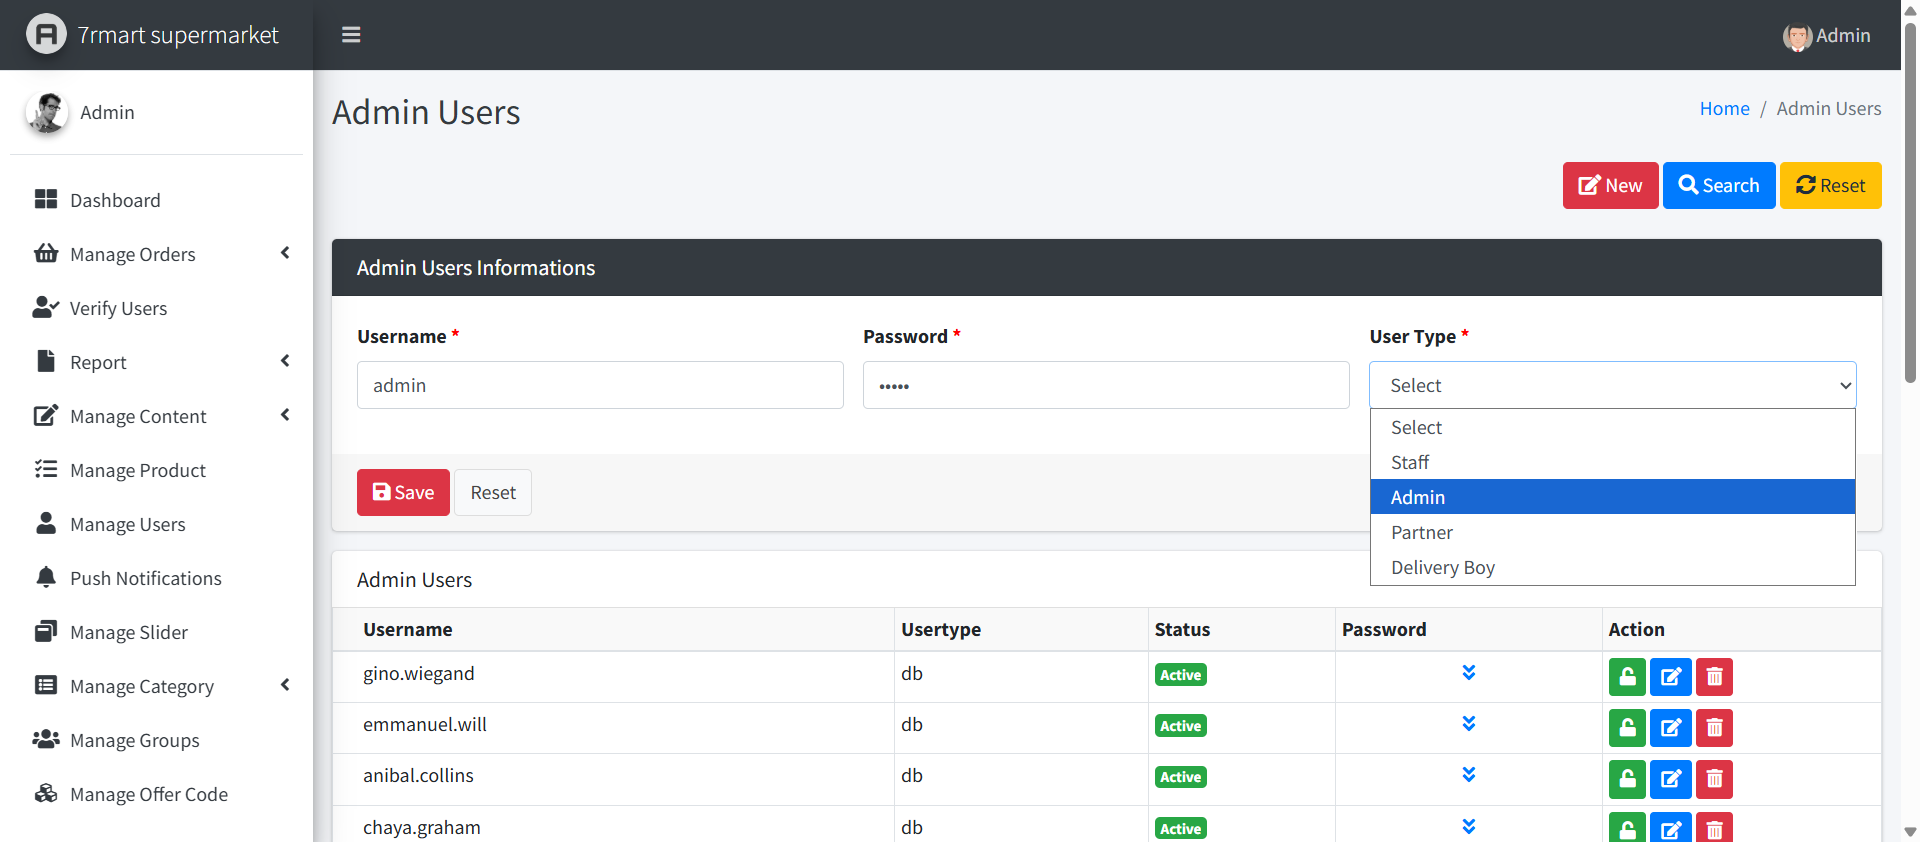 7rmart supermarket
Admin
Admin
Dashboard
Manage Orders
Verify Users
Report
Manage Content
Manage Product
Manage Users
Push Notifications
Manage Slider
Manage Category
Manage Groups
Manage Offer Code
Admin Users
Home / Admin Users
New Search Reset
Admin Users Informations
Username * Password * User Type *
admin ••••• Select
Select
Staff
Admin
Partner
Delivery Boy
Save Reset
Admin Users
Username Usertype Status Password Action
gino.wiegand db Active
emmanuel.will db Active
anibal.collins db Active
chaya.graham db Active